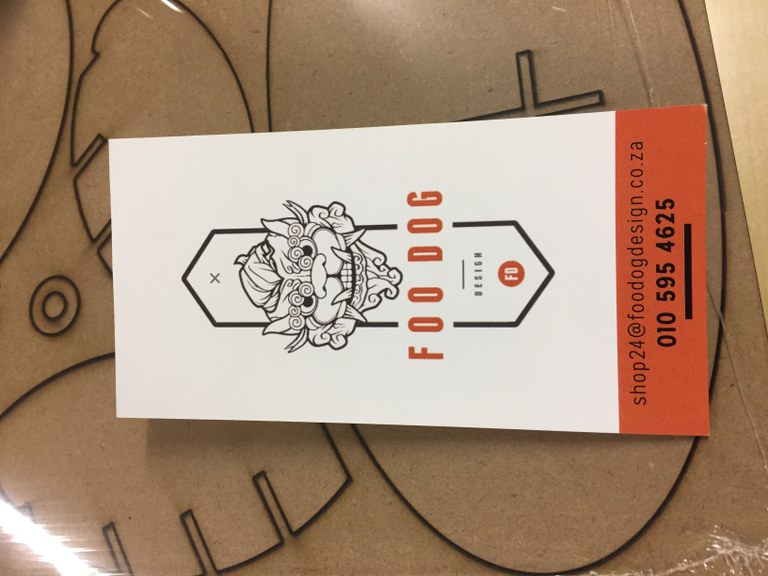 FOO DOG
DESIGN
FD
shop24@foodogdesign.co.za
010 595 4625